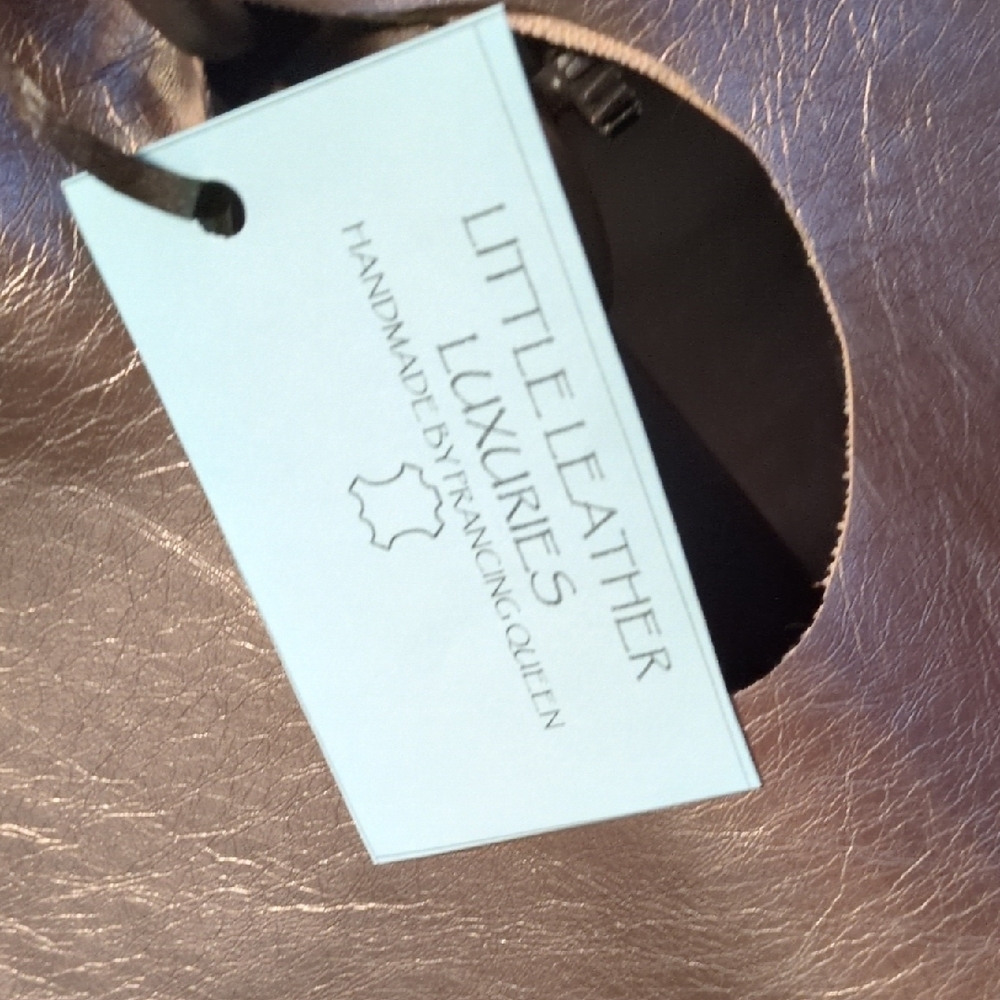 LITTLE LEATHER
LUXURIES
HANDMADE BY PRANCING QUEEN